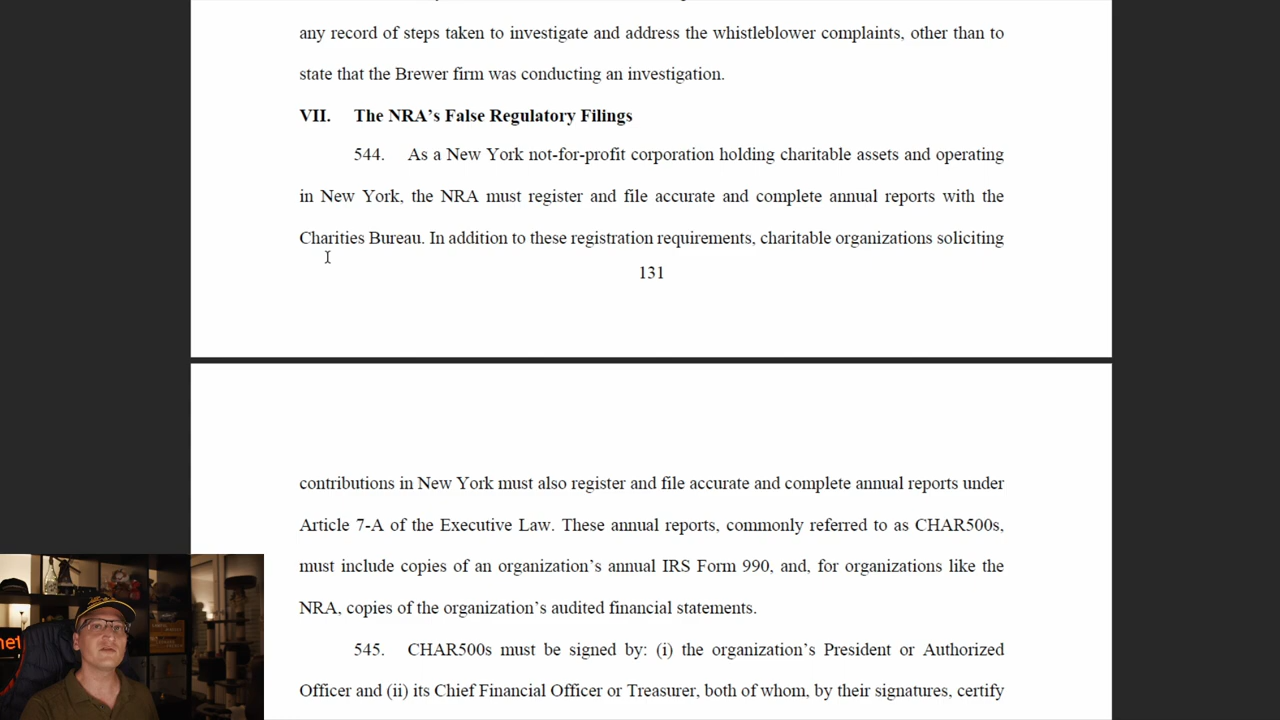 any record of steps taken to investigate and address the whistleblower complaints, other than to
state that the Brewer firm was conducting an investigation.
VII. The NRA's False Regulatory Filings
544. As a New York not-for-profit corporation holding charitable assets and operating
in New York, the NRA must register and file accurate and complete annual reports with the
Charities Bureau. In addition to these registration requirements, charitable organizations soliciting
131
contributions in New York must also register and file accurate and complete annual reports under
Article 7-A of the Executive Law. These annual reports, commonly referred to as CHAR500s,
must include copies of an organization's annual IRS Form 990, and, for organizations like the
NRA, copies of the organization's audited financial statements.
545. CHAR500s must be signed by: (i) the organization's President or Authorized
Officer and (ii) its Chief Financial Officer or Treasurer, both of whom, by their signatures, certify